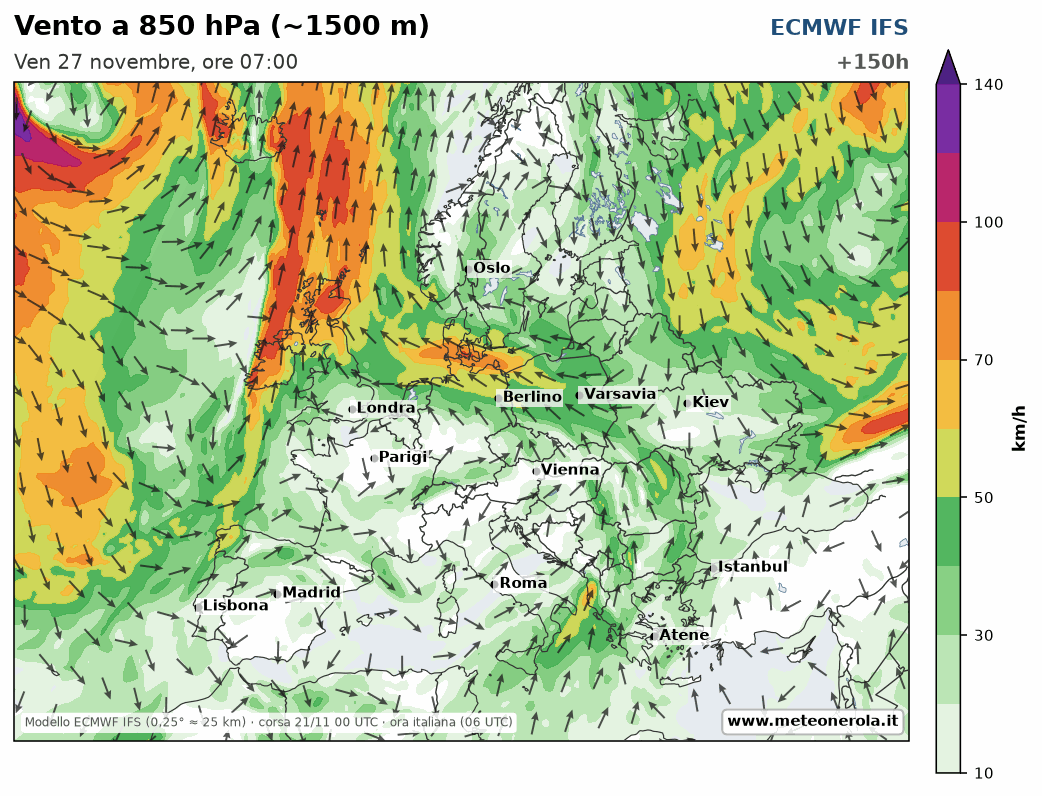 Vento a 850 hPa (~1500 m)
ECMWF IFS
Ven 27 novembre, ore 07:00
+150h
140
100
70
50
30
10
km/h
Oslo
Berlino
Varsavia
Kiev
Londra
Parigi
Vienna
Roma
Istanbul
Madrid
Lisbona
Atene
Modello ECMWF IFS (0,25° ≈ 25 km) · corsa 21/11 00 UTC · ora italiana (06 UTC)
www.meteonerola.it